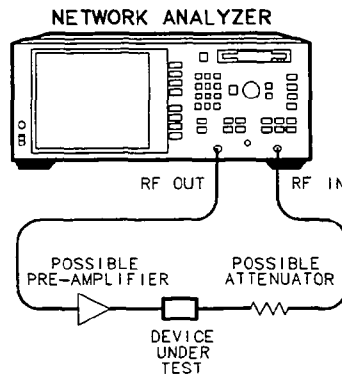 NETWORK ANALYZER
RF OUT
RF IN
POSSIBLE
PRE-AMPLIFIER
POSSIBLE
ATTENUATOR
DEVICE
UNDER
TEST